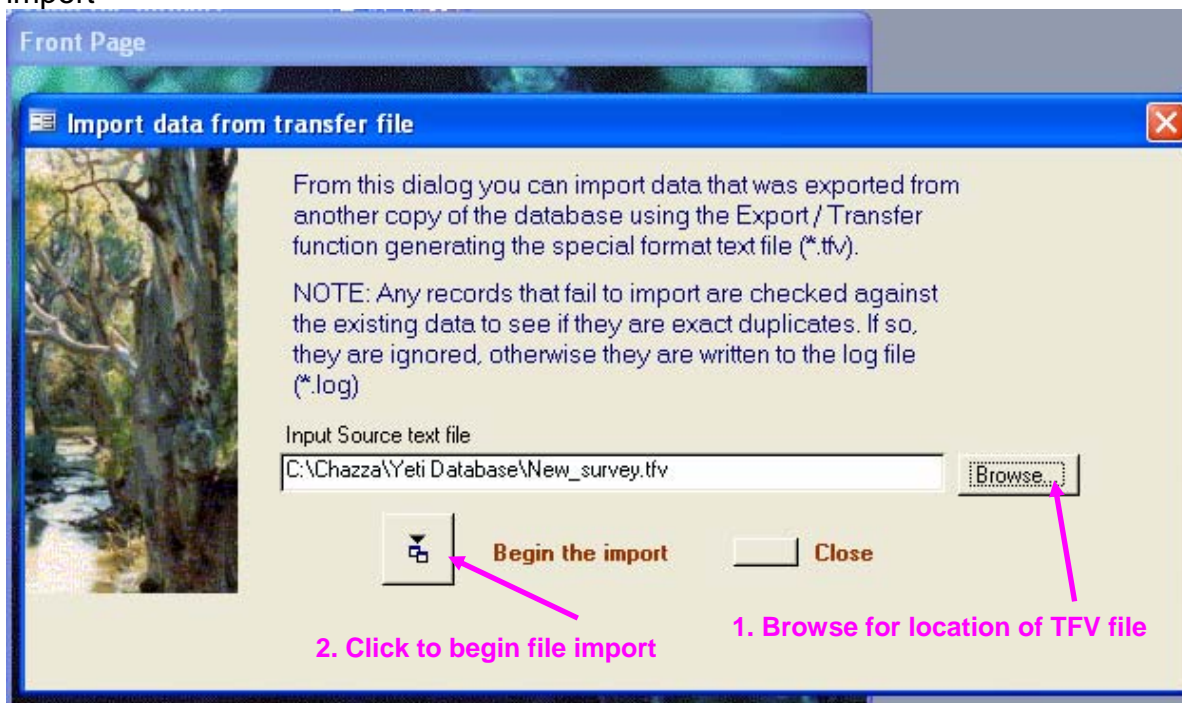 import
Front Page
Import data from transfer file
From this dialog you can import data that was exported from
another copy of the database using the Export / Transfer
function generating the special format text file (*.tfv).
NOTE: Any records that fail to import are checked against
the existing data to see if they are exact duplicates. If so,
they are ignored, otherwise they are written to the log file
(*.log)
Input Source text file
C:\Chazza\Yeti Database\New_survey.tfv
Browse...
Begin the import
Close
1. Browse for location of TFV file
2. Click to begin file import